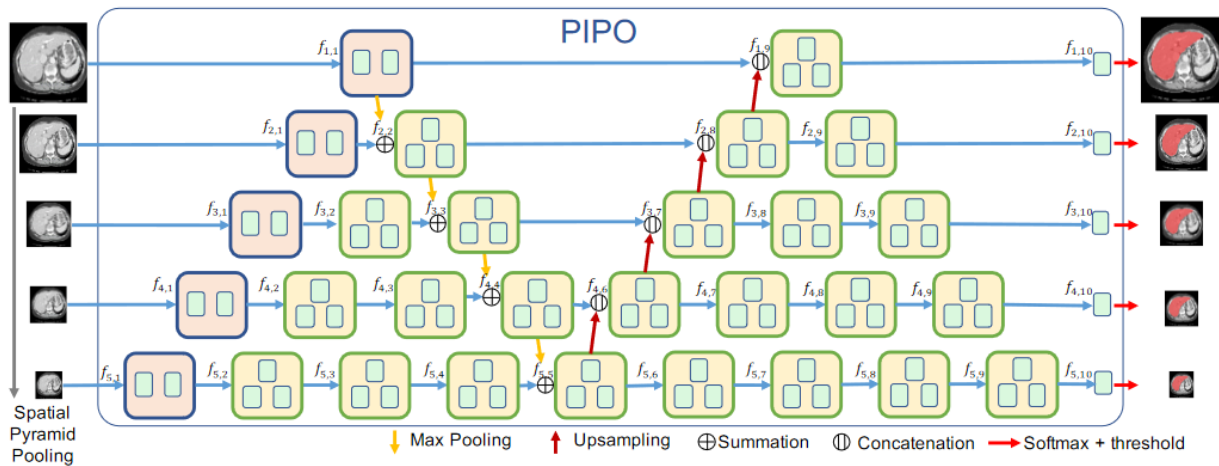 PIPO
f1,1
f1,9
f1,10
f2,1
f2,2
f2,8
f2,9
f2,10
f3,1
f3,2
f3,3
f3,7
f3,8
f3,9
f3,10
f4,1
f4,2
f4,3
f4,4
f4,6
f4,7
f4,8
f4,9
f4,10
f5,1
f5,2
f5,3
f5,4
f5,5
f5,6
f5,7
f5,8
f5,9
f5,10
Spatial
Pyramid
Pooling
Max Pooling
Upsampling
Summation
Concatenation
Softmax + threshold